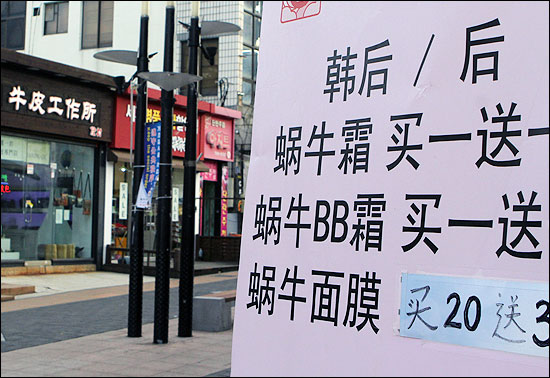 牛皮工作所
韩后 / 后
蜗牛霜 买一送一
蜗牛BB霜 买一送
蜗牛面膜 买20送3